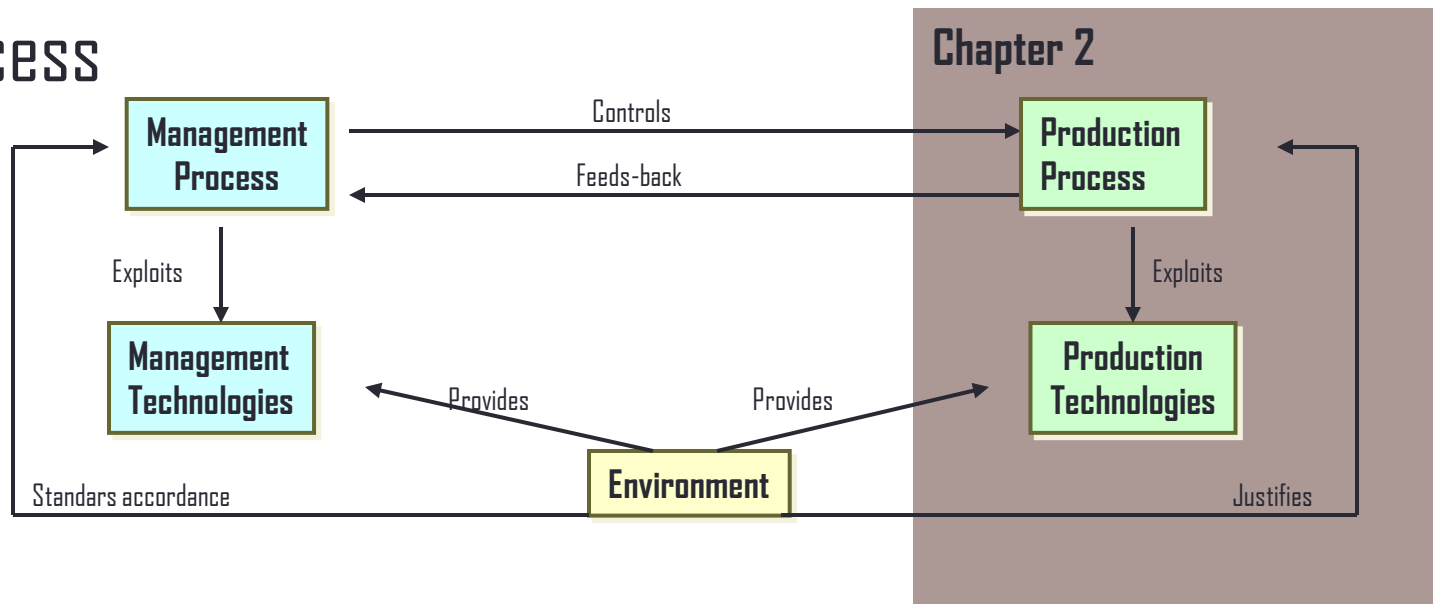 cess
Chapter 2
Management
Process
Controls
Feeds-back
Production
Process
Exploits
Exploits
Management
Technologies
Provides
Provides
Production
Technologies
Environment
Standars accordance
Justifies